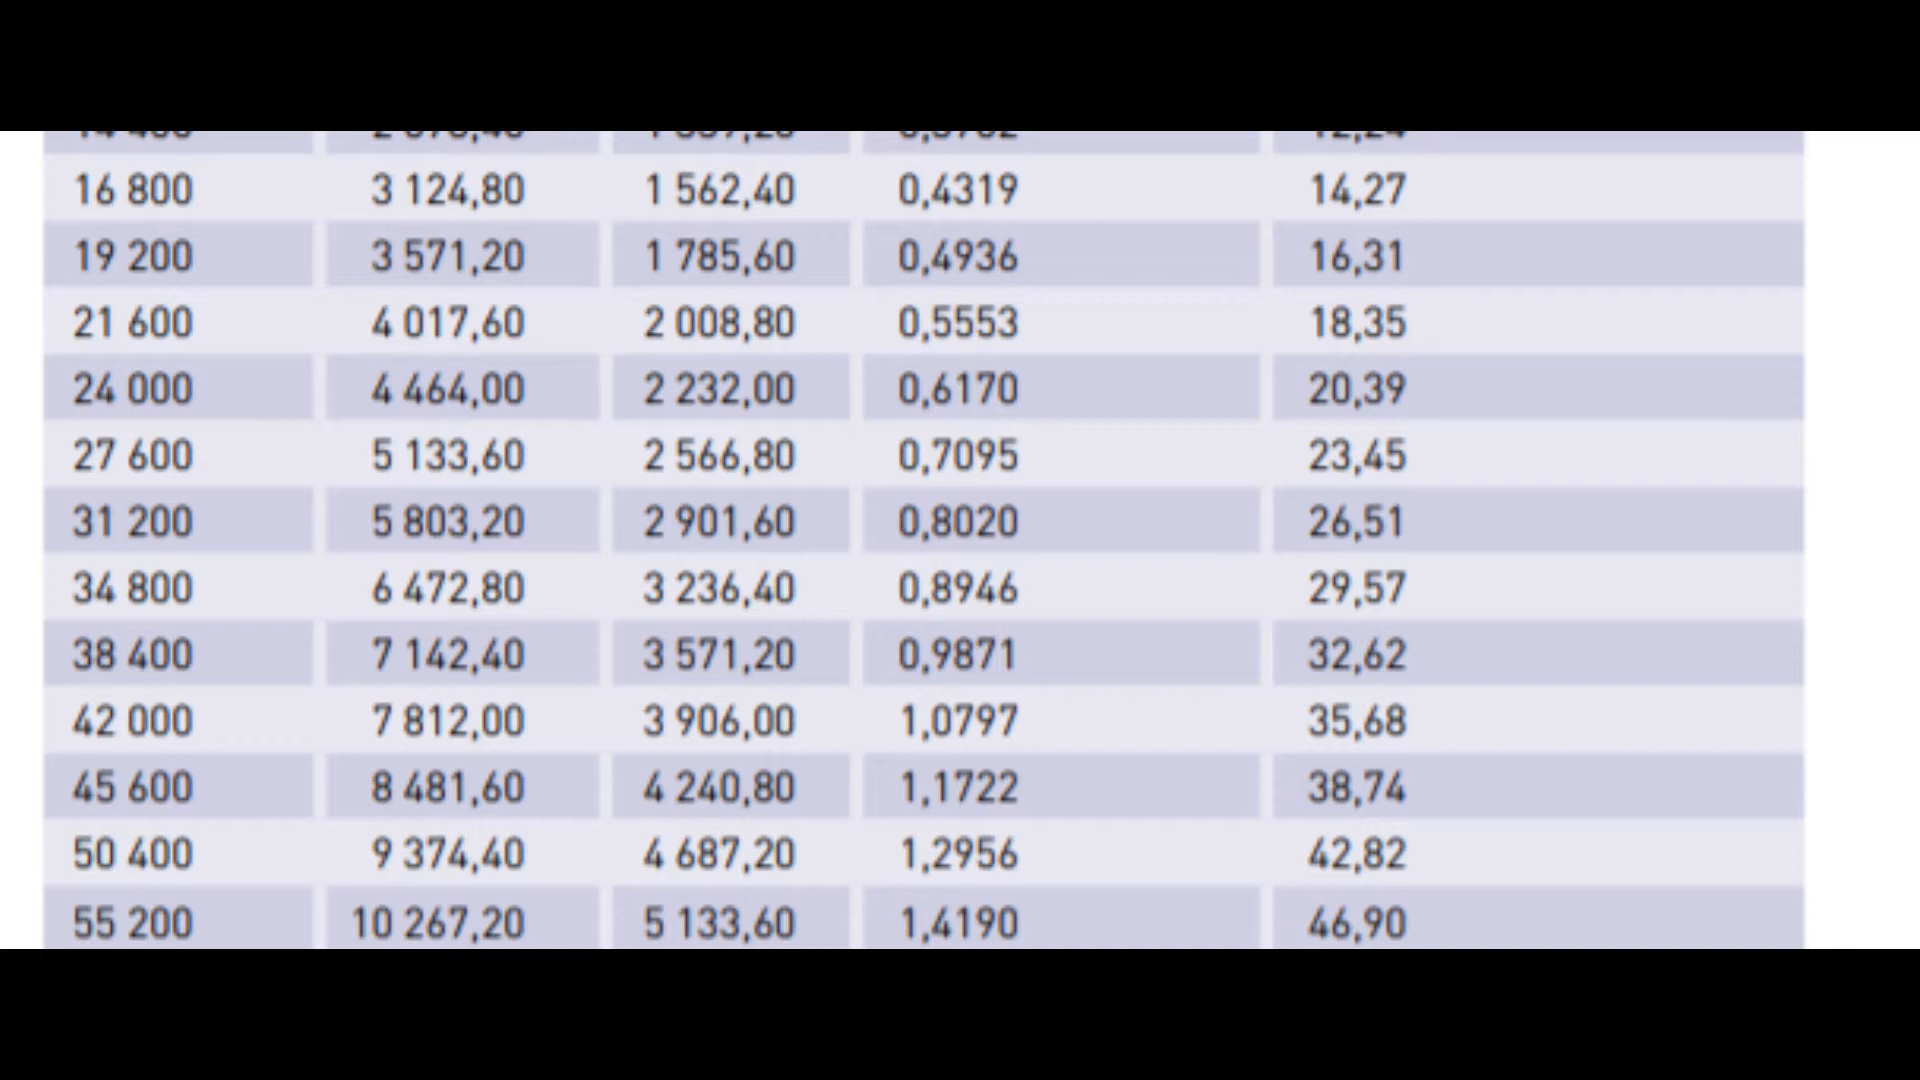 16 800 3 124,80 1 562,40 0,4319 14,27
19 200 3 571,20 1 785,60 0,4936 16,31
21 600 4 017,60 2 008,80 0,5553 18,35
24 000 4 464,00 2 232,00 0,6170 20,39
27 600 5 133,60 2 566,80 0,7095 23,45
31 200 5 803,20 2 901,60 0,8020 26,51
34 800 6 472,80 3 236,40 0,8946 29,57
38 400 7 142,40 3 571,20 0,9871 32,62
42 000 7 812,00 3 906,00 1,0797 35,68
45 600 8 481,60 4 240,80 1,1722 38,74
50 400 9 374,40 4 687,20 1,2956 42,82
55 200 10 267,20 5 133,60 1,4190 46,90